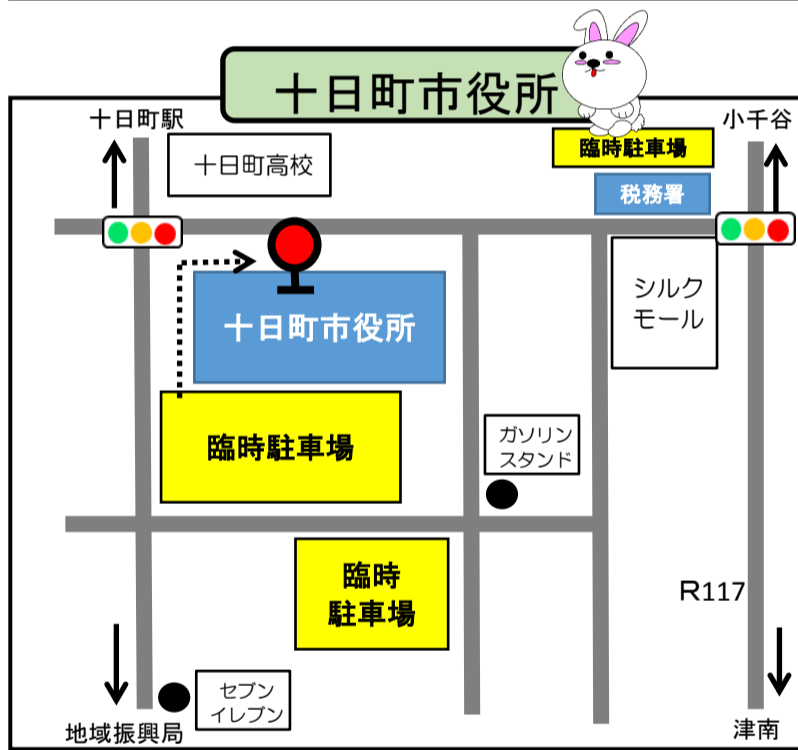 十日町市役所
十日町駅
小千谷
十日町高校
臨時駐車場
税務署
シルク
モール
十日町市役所
臨時駐車場
ガソリン
スタンド
臨時
駐車場
R117
セブン
イレブン
地域振興局
津南